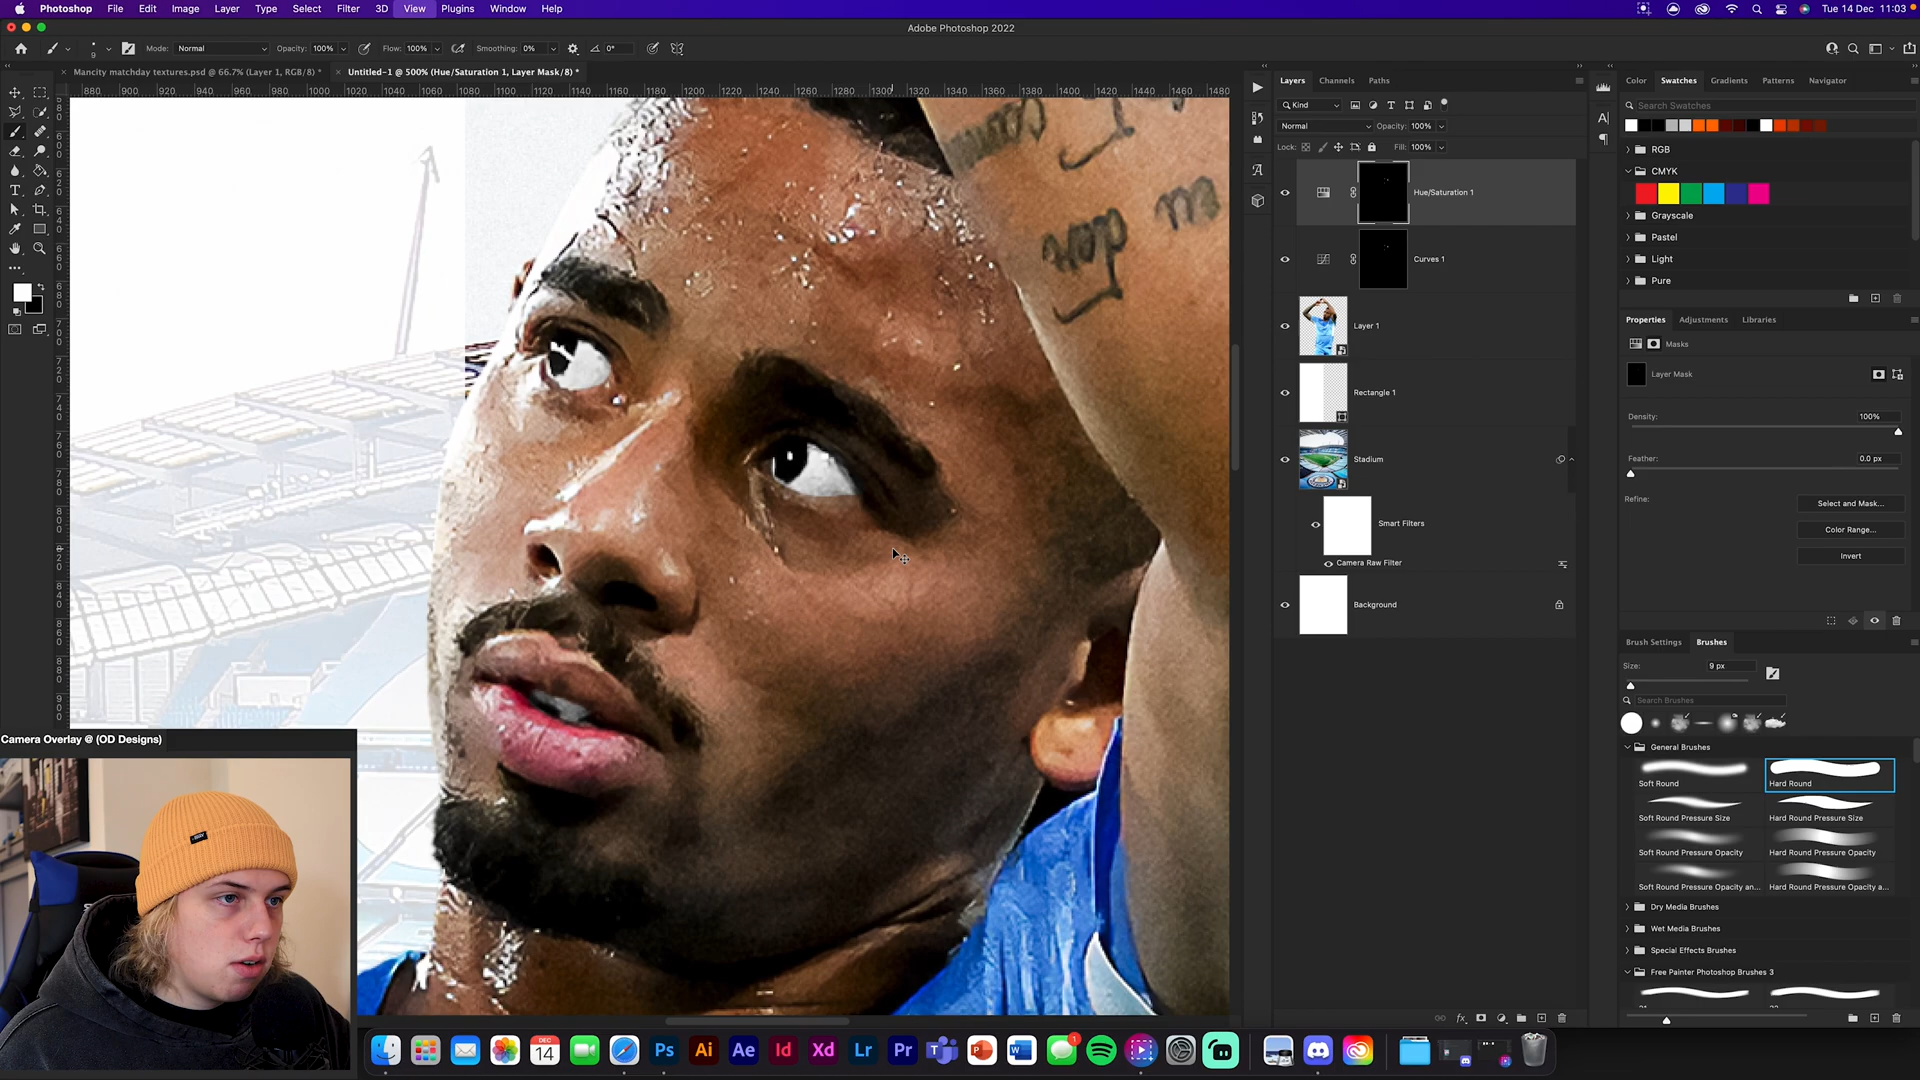 Photoshop File Edit Image Layer Type Select Filter 3D View Plugins Window Help Tue 14 Dec 11:03
Adobe Photoshop 2022
9 Mode: Normal Opacity: 100% Flow: 100% Smoothing: 0% 0°
Mancity matchday textures.psd @ 66.7% (Layer 1, RGB/8) * Untitled-1 @ 500% (Hue/Saturation 1, Layer Mask/8) *
880 900 920 940 960 980 1000 1020 1040 1060 1080 1100 1120 1140 1160 1180 1200 1220 1240 1260 1280 1300 1320 1340 1360 1380 1400 1420 1440 1460 1480
Layers Channels Paths
Kind
Normal Opacity: 100%
Lock: Fill: 100%
Hue/Saturation 1
Curves 1
Layer 1
Rectangle 1
Stadium
Smart Filters
Camera Raw Filter
Background
Color Swatches Gradients Patterns Navigator
Search Swatches
RGB
CMYK
Grayscale
Pastel
Light
Pure
Properties Adjustments Libraries
Masks
Layer Mask
Density: 100%
Feather: 0.0 px
Refine: Select and Mask...
Color Range...
Invert
Brush Settings Brushes
Size: 9 px
Search Brushes
General Brushes
Soft Round Hard Round
Soft Round Pressure Size Hard Round Pressure Size
Soft Round Pressure Opacity Hard Round Pressure Opacity
Soft Round Pressure Opacity an... Hard Round Pressure Opacity a...
Dry Media Brushes
Wet Media Brushes
Special Effects Brushes
Free Painter Photoshop Brushes 3
Camera Overlay @ (OD Designs)
DEC
14
Ps Ai Ae Id Xd Lr Pr
1